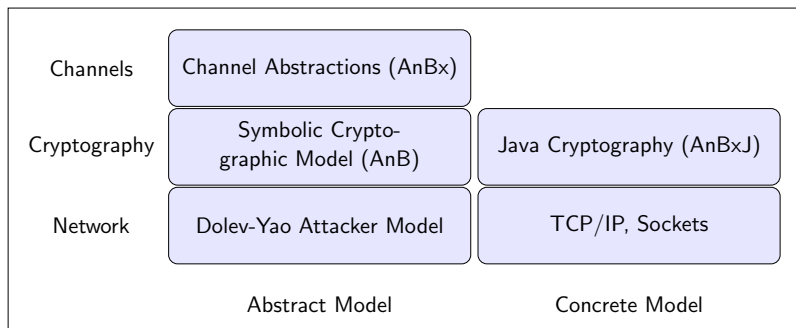 Channels
Channel Abstractions (AnBx)
Cryptography
Symbolic Crypto-
graphic Model (AnB)
Java Cryptography (AnBxJ)
Network
Dolev-Yao Attacker Model
TCP/IP, Sockets
Abstract Model
Concrete Model